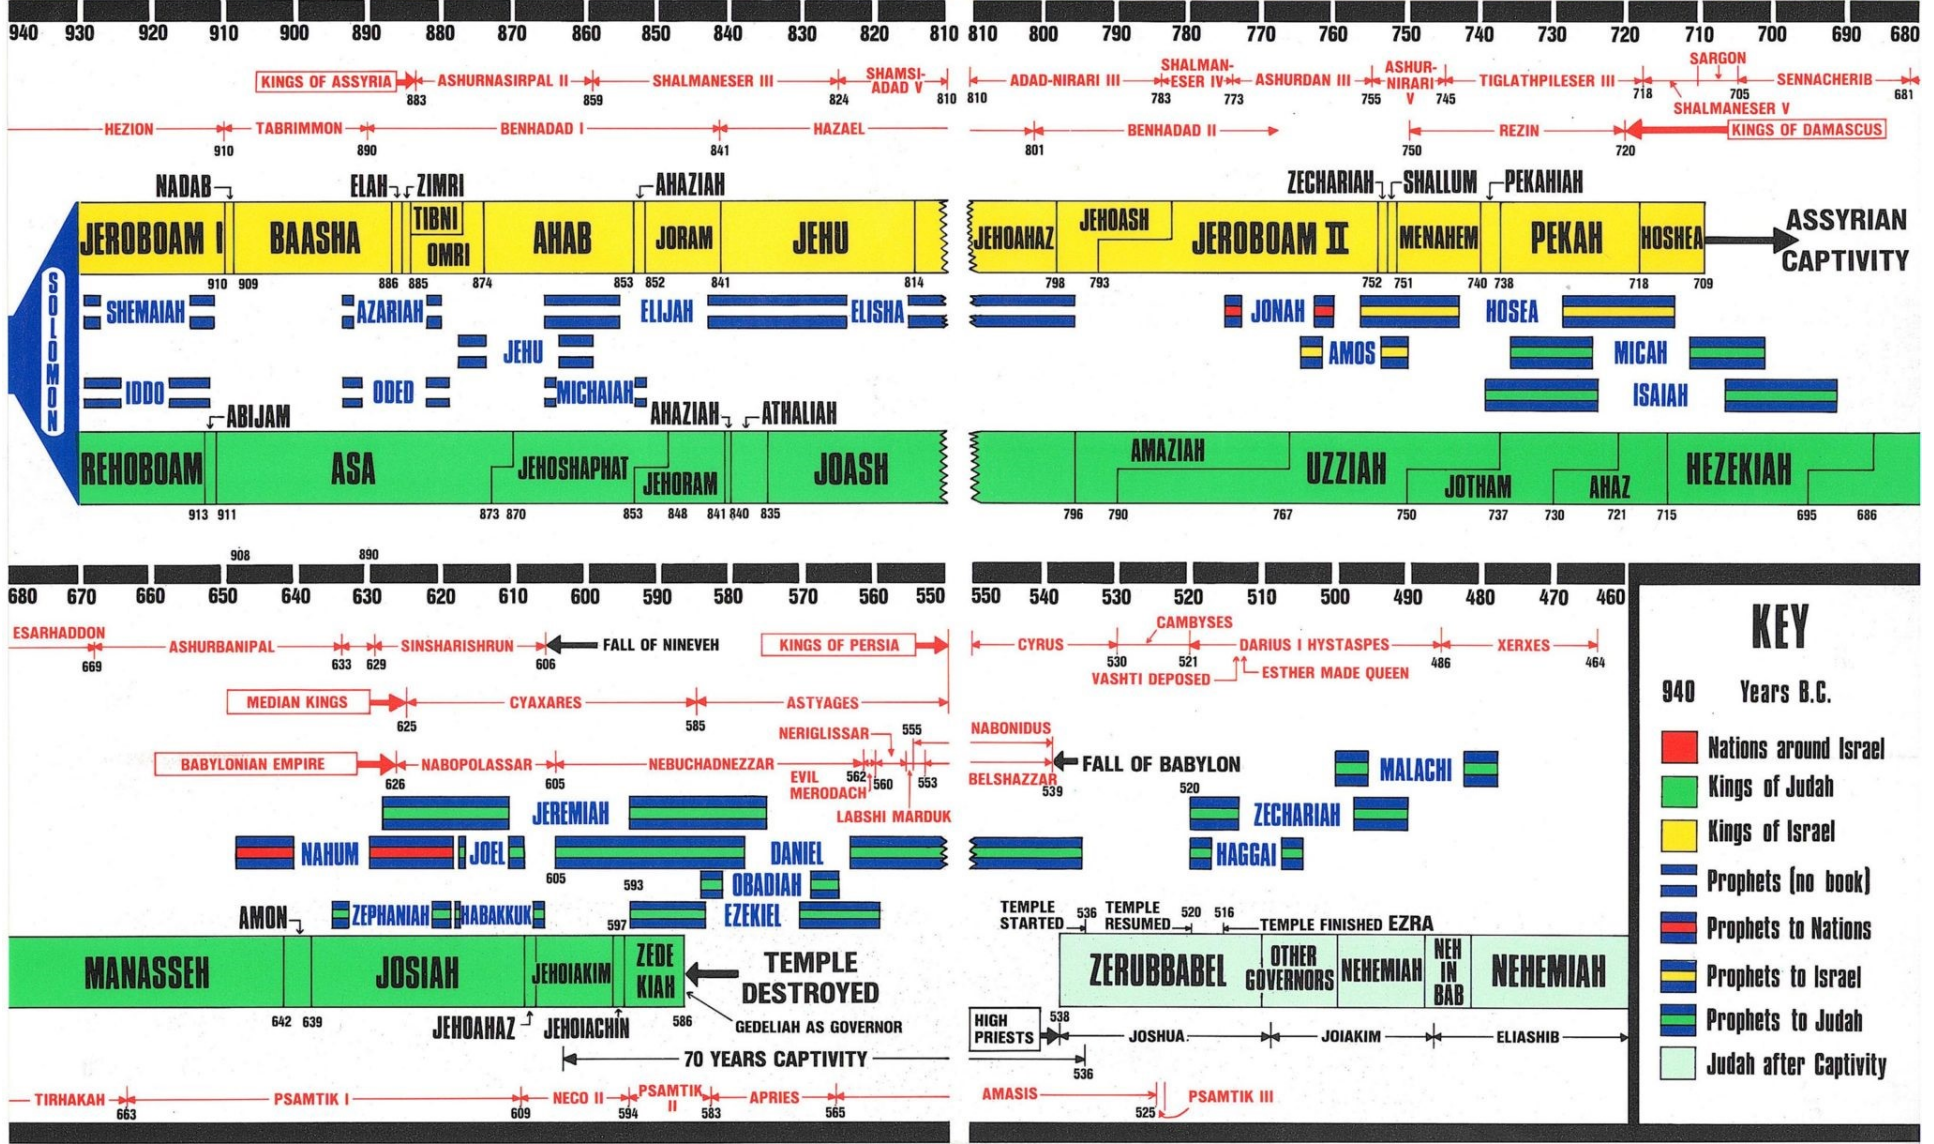 940 930 920 910 900 890 880 870 860 850 840 830 820 810
810 800 790 780 770 760 750 740 730 720 710 700 690 680
KINGS OF ASSYRIA ASHURNASIRPAL II SHALMANESER III SHAMSI-
ADAD V
883 859 824 810
ADAD-NIRARI III SHALMAN-
ESER IV ASHURDAN III ASHUR-
NIRARI
V TIGLATHPILESER III SARGON SENNACHERIB
810 783 773 755 745 718 705 681
SHALMANESER V
HEZION TABRIMMON BENHADAD I HAZAEL
910 890 841
BENHADAD II REZIN KINGS OF DAMASCUS
801 750 720
NADAB ELAH ZIMRI AHAZIAH
JEROBOAM I BAASHA TIBNI
OMRI AHAB JORAM JEHU
910 909 886 885 874 853 852 841 814
ZECHARIAH SHALLUM PEKAHIAH
JEHOAHAZ JEHOASH JEROBOAM II MENAHEM PEKAH HOSHEA
798 793 752 751 740 738 718 709
ASSYRIAN
CAPTIVITY
SOLOMON
SHEMAIAH AZARIAH ELIJAH ELISHA
JEHU
IDDO ODED MICHAIAH
JONAH HOSEA
AMOS MICAH
ISAIAH
ABIJAM AHAZIAH ATHALIAH
REHOBOAM ASA JEHOSHAPHAT JEHORAM JOASH
913 911 873 870 853 848 841 840 835
AMAZIAH UZZIAH JOTHAM AHAZ HEZEKIAH
796 790 767 750 737 730 721 715 695 686
908 890
680 670 660 650 640 630 620 610 600 590 580 570 560 550
550 540 530 520 510 500 490 480 470 460
ESARHADDON
ASHURBANIPAL SINSHARISHRUN FALL OF NINEVEH KINGS OF PERSIA
669 633 629 606
CAMBYSES
CYRUS DARIUS I HYSTASPES XERXES
530 521 486 464
VASHTI DEPOSED ESTHER MADE QUEEN
MEDIAN KINGS CYAXARES ASTYAGES
625 585
NERIGLISSAR 555
BABYLONIAN EMPIRE NABOPOLASSAR NEBUCHADNEZZAR
626 605 562 560 553
EVIL
MERODACH
LABSHI MARDUK
NABONIDUS
BELSHAZZAR
539
FALL OF BABYLON
JEREMIAH
NAHUM JOEL DANIEL
605 593
OBADIAH
ZEPHANIAH HABAKKUK EZEKIEL
MALACHI
520
ZECHARIAH
HAGGAI
AMON 597
MANASSEH JOSIAH JEHOIAKIM ZEDE
KIAH
642 639 586
JEHOAHAZ JEHOIACHIN
TEMPLE
DESTROYED
GEDELIAH AS GOVERNOR
70 YEARS CAPTIVITY
TEMPLE
STARTED 536 TEMPLE
RESUMED 520 516 TEMPLE FINISHED EZRA
ZERUBBABEL OTHER
GOVERNORS NEHEMIAH NEH
IN
BAB NEHEMIAH
HIGH
PRIESTS 538 JOSHUA JOIAKIM ELIASHIB
536
TIRHAKAH PSAMTIK I NECO II PSAMTIK
II APRIES
663 609 594 583 565
AMASIS PSAMTIK III
525
KEY
940 Years B.C.
Nations around Israel
Kings of Judah
Kings of Israel
Prophets (no book)
Prophets to Nations
Prophets to Israel
Prophets to Judah
Judah after Captivity